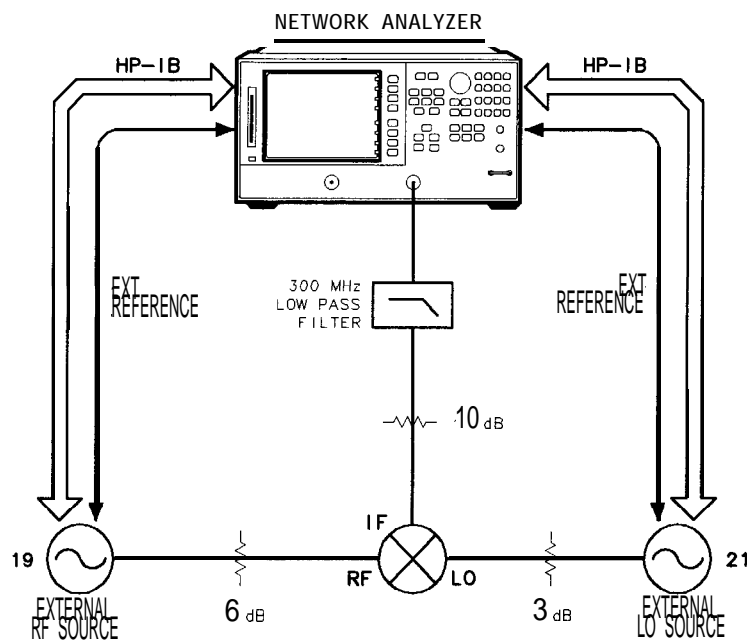 NETWORK ANALYZER
HP-IB
HP-IB
EXT
REFERENCE
300 MHz
LOW PASS
FILTER
EXT
REFERENCE
10 dB
IF
19
RF
LO
21
6 dB
3 dB
EXTERNAL
RF SOURCE
EXTERNAL
LO SOURCE